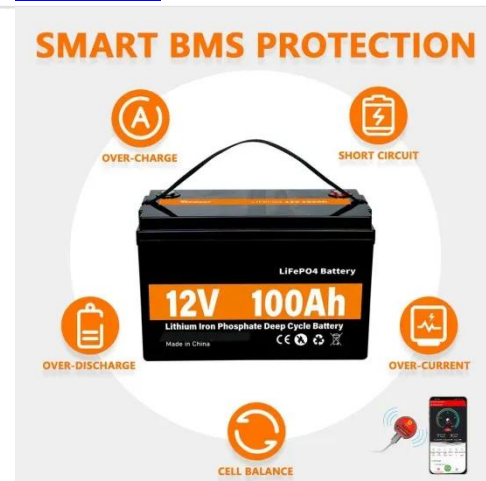 SMART BMS PROTECTION
OVER-CHARGE
SHORT CIRCUIT
LiFePO4 Battery
12V 100Ah
Lithium Iron Phosphate Deep Cycle Battery
Made in China
CE
OVER-DISCHARGE
OVER-CURRENT
CELL BALANCE